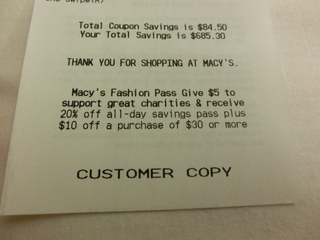 Total Coupon Savings is $84.50
Your Total Savings is $685.30
THANK YOU FOR SHOPPING AT MACY'S.
Macy's Fashion Pass Give $5 to
support great charities & receive
20% off all-day savings pass plus
$10 off a purchase of $30 or more
CUSTOMER COPY